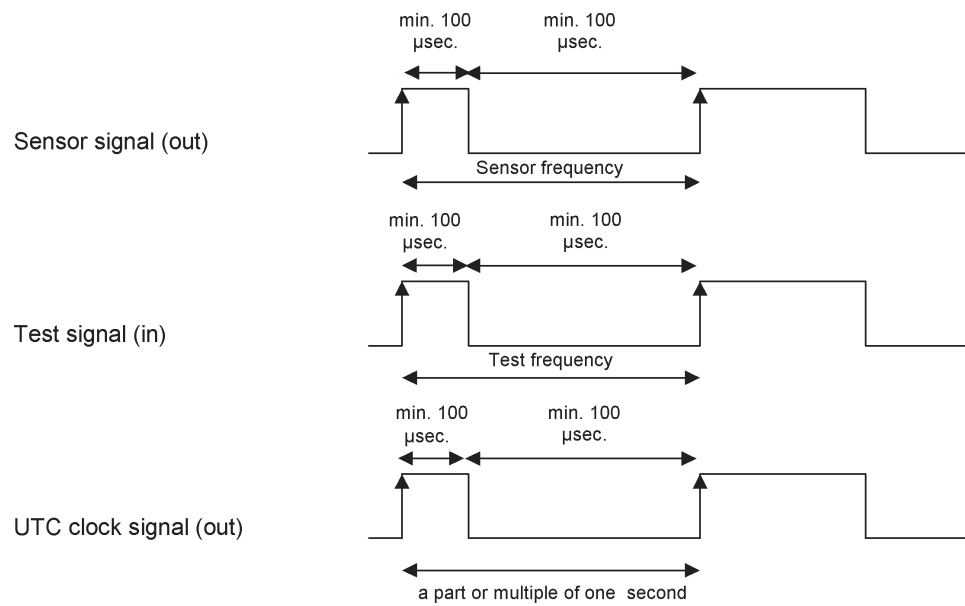 min. 100
µsec.
min. 100
µsec.
Sensor signal (out)
Sensor frequency
min. 100
µsec.
min. 100
µsec.
Test signal (in)
Test frequency
min. 100
µsec.
min. 100
µsec.
UTC clock signal (out)
a part or multiple of one second